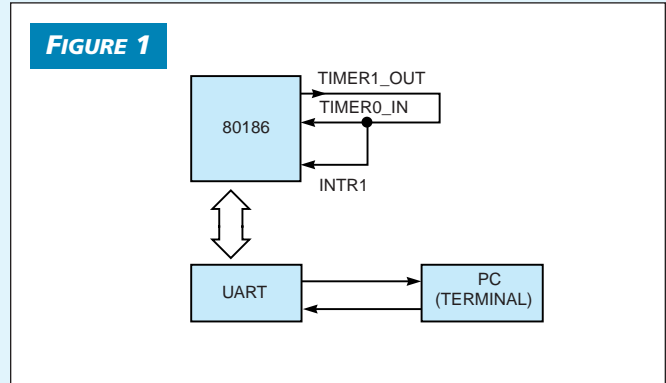 FIGURE 1
TIMER1_OUT
TIMER0_IN
80186
INTR1
UART
PC
(TERMINAL)